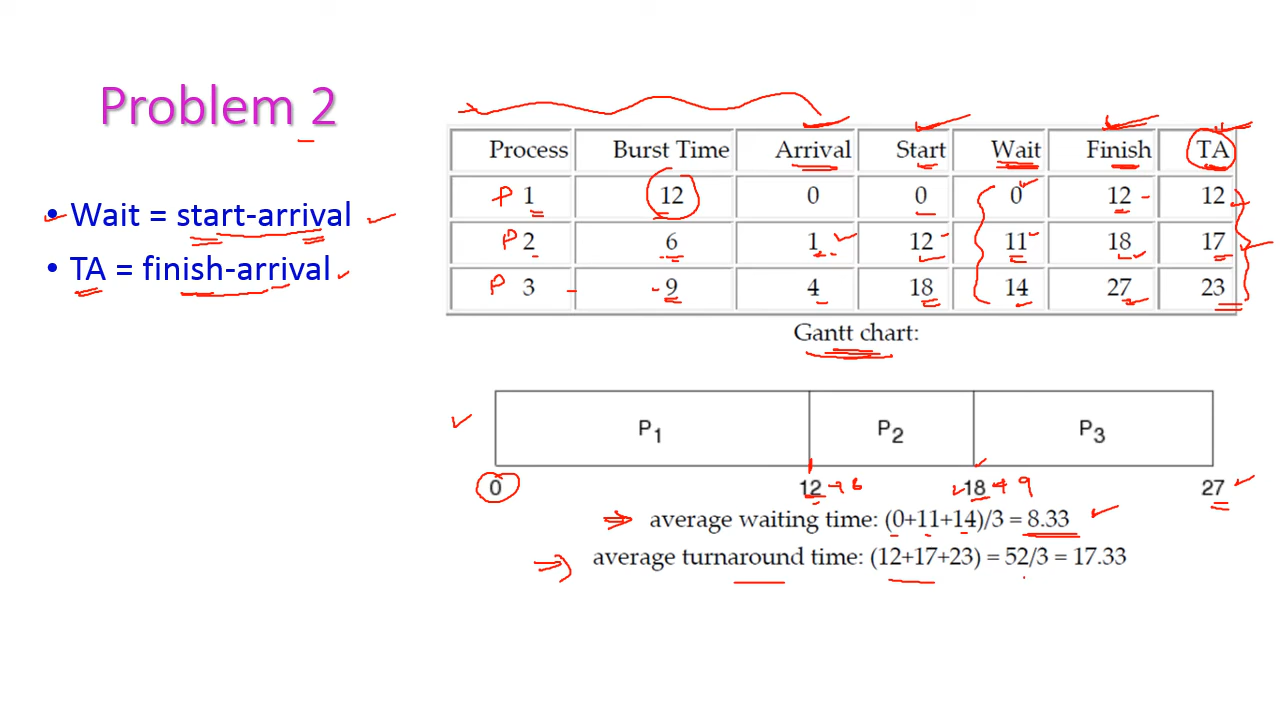 Problem 2
• Wait = start-arrival
• TA = finish-arrival
Process Burst Time Arrival Start Wait Finish TA
P 1 12 0 0 0 12 12
P 2 6 1 12 11 18 17
P 3 9 4 18 14 27 23
Gantt chart:
P1 P2 P3
0 12 +6 18 + 9 27
average waiting time: (0+11+14)/3 = 8.33
average turnaround time: (12+17+23) = 52/3 = 17.33